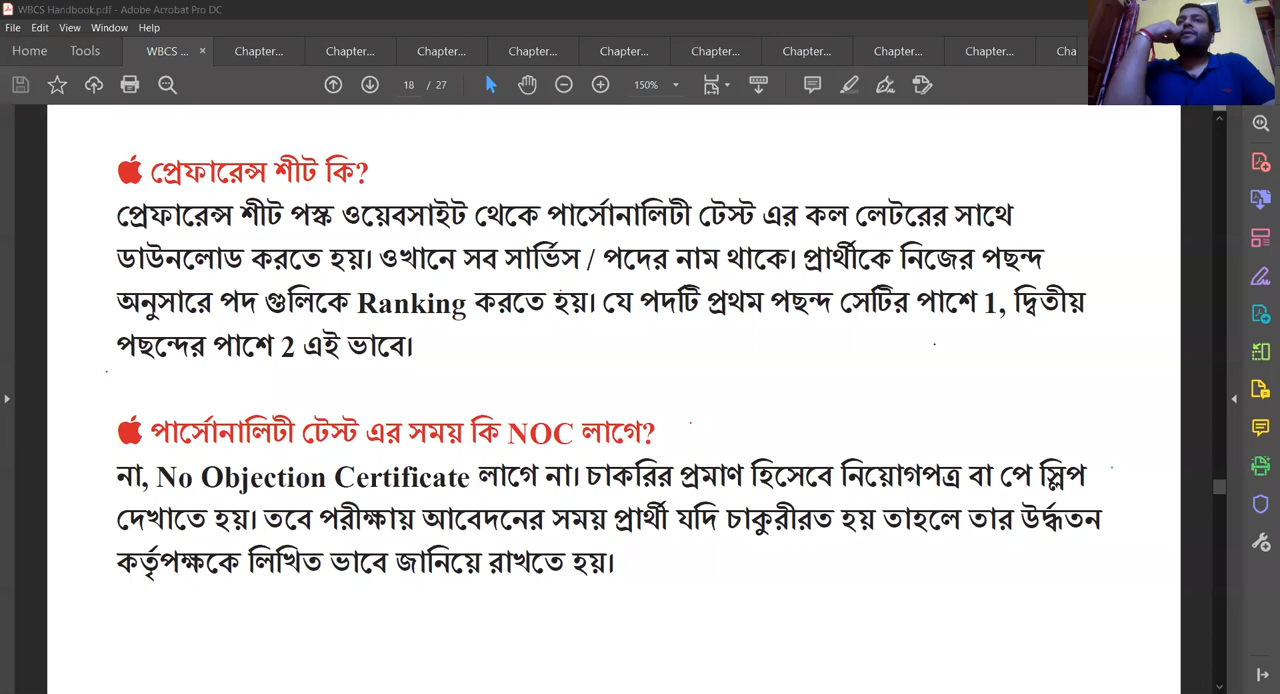 WBCS Handbook.pdf - Adobe Acrobat Pro DC
File Edit View Window Help
Home Tools WBCS ... × Chapter... Chapter... Chapter... Chapter... Chapter... Chapter... Chapter... Chapter... Chapter... Cha
18 / 27 150%
প্রেফারেন্স শীট কি?
প্রেফারেন্স শীট পস্ক ওয়েবসাইট থেকে পার্সোনালিটী টেস্ট এর কল লেটরের সাথে
ডাউনলোড করতে হয়। ওখানে সব সার্ভিস / পদের নাম থাকে। প্রার্থীকে নিজের পছন্দ
অনুসারে পদ গুলিকে Ranking করতে হয়। যে পদটি প্রথম পছন্দ সেটির পাশে 1, দ্বিতীয়
পছন্দের পাশে 2 এই ভাবে।
পার্সোনালিটী টেস্ট এর সময় কি NOC লাগে?
না, No Objection Certificate লাগে না। চাকরির প্রমাণ হিসেবে নিয়োগপত্র বা পে স্লিপ
দেখাতে হয়। তবে পরীক্ষায় আবেদনের সময় প্রার্থী যদি চাকুরীরত হয় তাহলে তার উর্দ্ধতন
কর্তৃপক্ষকে লিখিত ভাবে জানিয়ে রাখতে হয়।